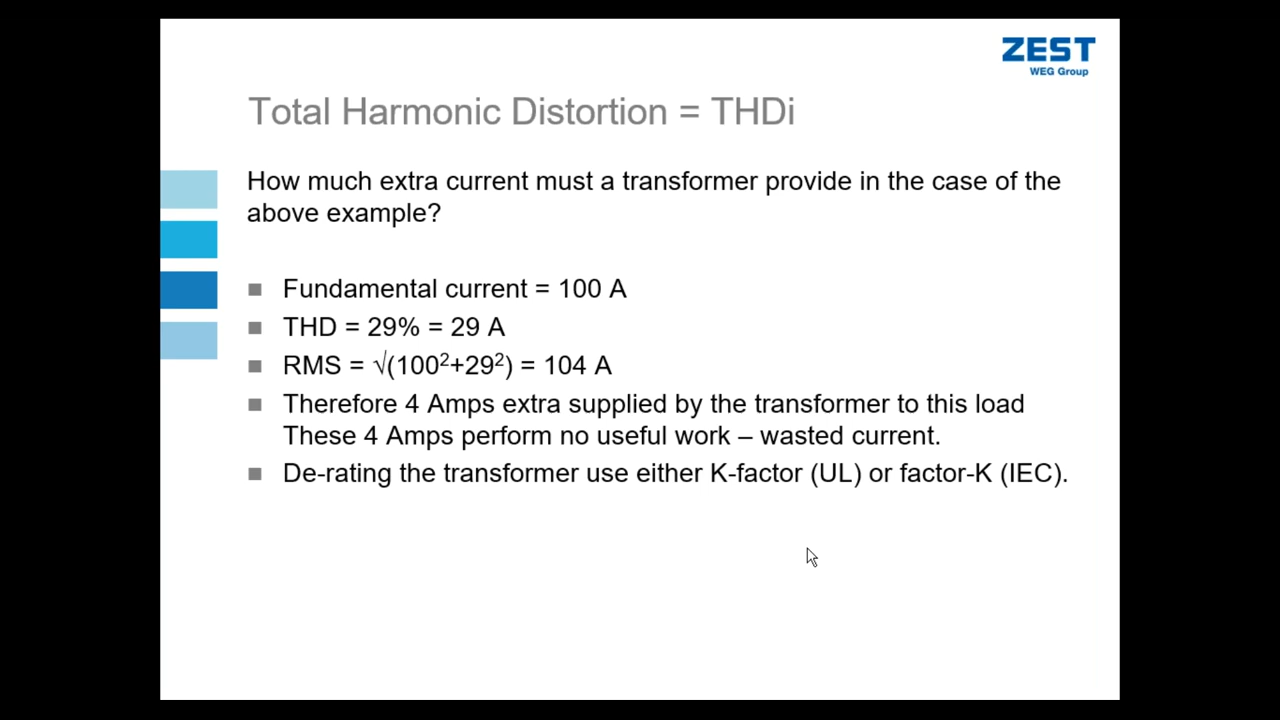 ZEST
WEG Group
Total Harmonic Distortion = THDi
How much extra current must a transformer provide in the case of the
above example?
Fundamental current = 100 A
THD = 29% = 29 A
RMS = √(100²+29²) = 104 A
Therefore 4 Amps extra supplied by the transformer to this load
These 4 Amps perform no useful work – wasted current.
De-rating the transformer use either K-factor (UL) or factor-K (IEC).